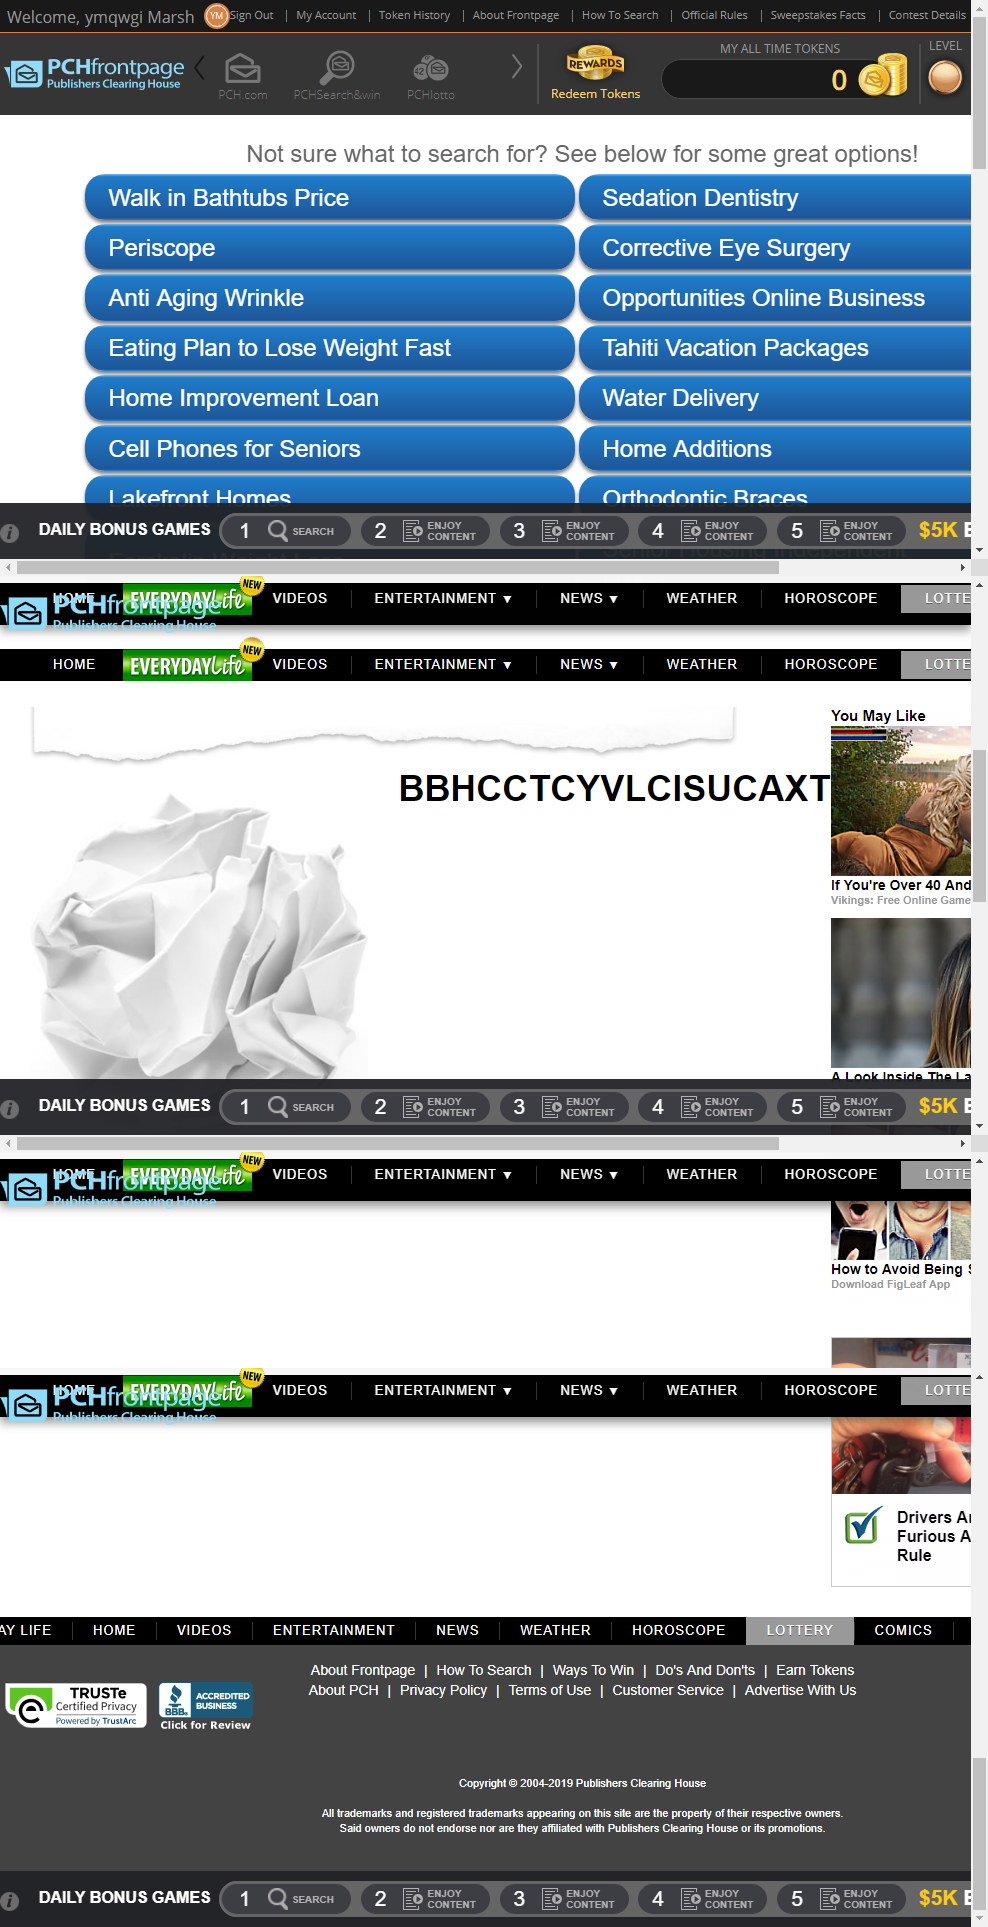 Welcome, ymqwgi Marsh YM Sign Out | My Account | Token History | About Frontpage | How To Search | Official Rules | Sweepstakes Facts | Contest Details
PCHfrontpage
Publishers Clearing House
PCH.com PCHSearch&win 42 PCHlotto
REWARDS
Redeem Tokens
MY ALL TIME TOKENS
0
LEVEL
Not sure what to search for? See below for some great options!
Walk in Bathtubs Price Sedation Dentistry
Periscope Corrective Eye Surgery
Anti Aging Wrinkle Opportunities Online Business
Eating Plan to Lose Weight Fast Tahiti Vacation Packages
Home Improvement Loan Water Delivery
Cell Phones for Seniors Home Additions
Lakefront Homes Orthodontic Braces
Senior Housing Independent
DAILY BONUS GAMES 1 SEARCH 2 ENJOY CONTENT 3 ENJOY CONTENT 4 ENJOY CONTENT 5 ENJOY CONTENT $5K
HOME EVERYDAYLife NEW VIDEOS ENTERTAINMENT ▼ NEWS ▼ WEATHER HOROSCOPE LOTTE
PCHfrontpage
Publishers Clearing House
HOME EVERYDAYLife NEW VIDEOS ENTERTAINMENT ▼ NEWS ▼ WEATHER HOROSCOPE LOTTE
BBHCCTCYVLCISUCAXT
You May Like
If You're Over 40 And
Vikings: Free Online Game
A Look Inside The La
DAILY BONUS GAMES 1 SEARCH 2 ENJOY CONTENT 3 ENJOY CONTENT 4 ENJOY CONTENT 5 ENJOY CONTENT $5K
HOME EVERYDAYLife NEW VIDEOS ENTERTAINMENT ▼ NEWS ▼ WEATHER HOROSCOPE LOTTE
PCHfrontpage
Publishers Clearing House
How to Avoid Being S
Download FigLeaf App
HOME EVERYDAYLife NEW VIDEOS ENTERTAINMENT ▼ NEWS ▼ WEATHER HOROSCOPE LOTTE
PCHfrontpage
Publishers Clearing House
Drivers Ar
Furious A
Rule
AY LIFE HOME VIDEOS ENTERTAINMENT NEWS WEATHER HOROSCOPE LOTTERY COMICS
About Frontpage | How To Search | Ways To Win | Do's And Don'ts | Earn Tokens
About PCH | Privacy Policy | Terms of Use | Customer Service | Advertise With Us
TRUSTe
Certified Privacy
Powered by TrustArc
BBB.
ACCREDITED
BUSINESS
Click for Review
Copyright © 2004-2019 Publishers Clearing House
All trademarks and registered trademarks appearing on this site are the property of their respective owners.
Said owners do not endorse nor are they affiliated with Publishers Clearing House or its promotions.
DAILY BONUS GAMES 1 SEARCH 2 ENJOY CONTENT 3 ENJOY CONTENT 4 ENJOY CONTENT 5 ENJOY CONTENT $5K